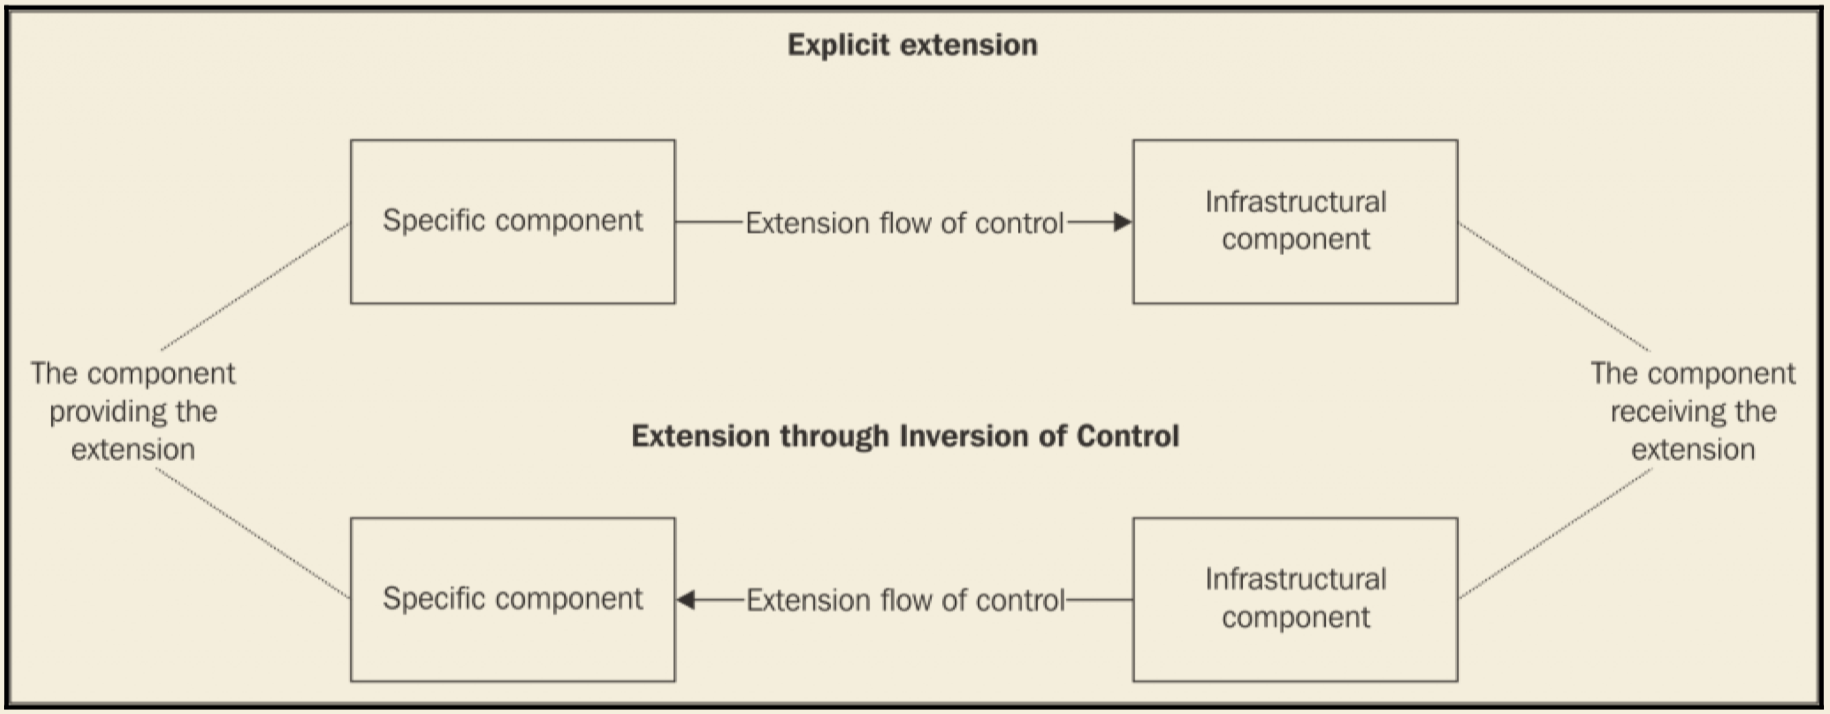 Explicit extension
Specific component
Extension flow of control
Infrastructural
component
The component
providing the
extension
The component
receiving the
extension
Extension through Inversion of Control
Specific component
Extension flow of control
Infrastructural
component